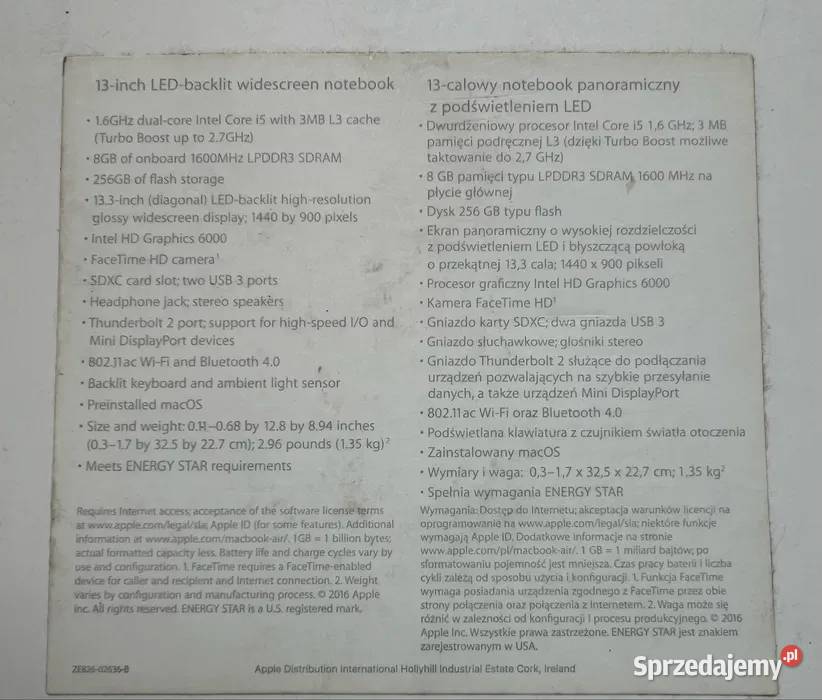 13-inch LED-backlit widescreen notebook
• 1.6GHz dual-core Intel Core i5 with 3MB L3 cache
(Turbo Boost up to 2.7GHz)
• 8GB of onboard 1600MHz LPDDR3 SDRAM
• 256GB of flash storage
• 13.3-inch (diagonal) LED-backlit high-resolution
glossy widescreen display; 1440 by 900 pixels
• Intel HD Graphics 6000
• FaceTime HD camera¹
• SDXC card slot; two USB 3 ports
• Headphone jack; stereo speakers
• Thunderbolt 2 port; support for high-speed I/O and
Mini DisplayPort devices
• 802.11ac Wi-Fi and Bluetooth 4.0
• Backlit keyboard and ambient light sensor
• Preinstalled macOS
• Size and weight: 0.11–0.68 by 12.8 by 8.94 inches
(0.3–1.7 by 32.5 by 22.7 cm); 2.96 pounds (1.35 kg)²
• Meets ENERGY STAR requirements
Requires Internet access; acceptance of the software license terms
at www.apple.com/legal/sla; Apple ID (for some features). Additional
information at www.apple.com/macbook-air/. 1GB = 1 billion bytes;
actual formatted capacity less. Battery life and charge cycles vary by
use and configuration. 1. FaceTime requires a FaceTime-enabled
device for caller and recipient and Internet connection. 2. Weight
varies by configuration and manufacturing process. © 2016 Apple
Inc. All rights reserved. ENERGY STAR is a U.S. registered mark.
13-calowy notebook panoramiczny
z podświetleniem LED
• Dwurdzeniowy procesor Intel Core i5 1,6 GHz; 3 MB
pamięci podręcznej L3 (dzięki Turbo Boost możliwe
taktowanie do 2,7 GHz)
• 8 GB pamięci typu LPDDR3 SDRAM 1600 MHz na
płycie głównej
• Dysk 256 GB typu flash
• Ekran panoramiczny o wysokiej rozdzielczości
z podświetleniem LED i błyszczącą powłoką
o przekątnej 13,3 cala; 1440 x 900 pikseli
• Procesor graficzny Intel HD Graphics 6000
• Kamera FaceTime HD¹
• Gniazdo karty SDXC; dwa gniazda USB 3
• Gniazdo słuchawkowe; głośniki stereo
• Gniazdo Thunderbolt 2 służące do podłączania
urządzeń pozwalających na szybkie przesyłanie
danych, a także urządzeń Mini DisplayPort
• 802.11ac Wi-Fi oraz Bluetooth 4.0
• Podświetlana klawiatura z czujnikiem światła otoczenia
• Zainstalowany macOS
• Wymiary i waga: 0,3–1,7 x 32,5 x 22,7 cm; 1,35 kg²
• Spełnia wymagania ENERGY STAR
Wymagania: Dostęp do Internetu; akceptacja warunków licencji na
oprogramowanie na www.apple.com/legal/sla; niektóre funkcje
wymagają Apple ID. Dodatkowe informacje na stronie
www.apple.com/pl/macbook-air/. 1 GB = 1 miliard bajtów; po
sformatowaniu pojemność jest mniejsza. Czas pracy baterii i liczba
cykli zależą od sposobu użycia i konfiguracji. 1. Funkcja FaceTime
wymaga posiadania urządzenia zgodnego z FaceTime przez obie
strony połączenia oraz połączenia z Internetem. 2. Waga może się
różnić w zależności od konfiguracji i procesu produkcyjnego. © 2016
Apple Inc. Wszystkie prawa zastrzeżone. ENERGY STAR jest znakiem
zarejestrowanym w USA.
ZE826-02636-B
Apple Distribution International Hollyhill Industrial Estate Cork, Ireland
Sprzedajemy.pl